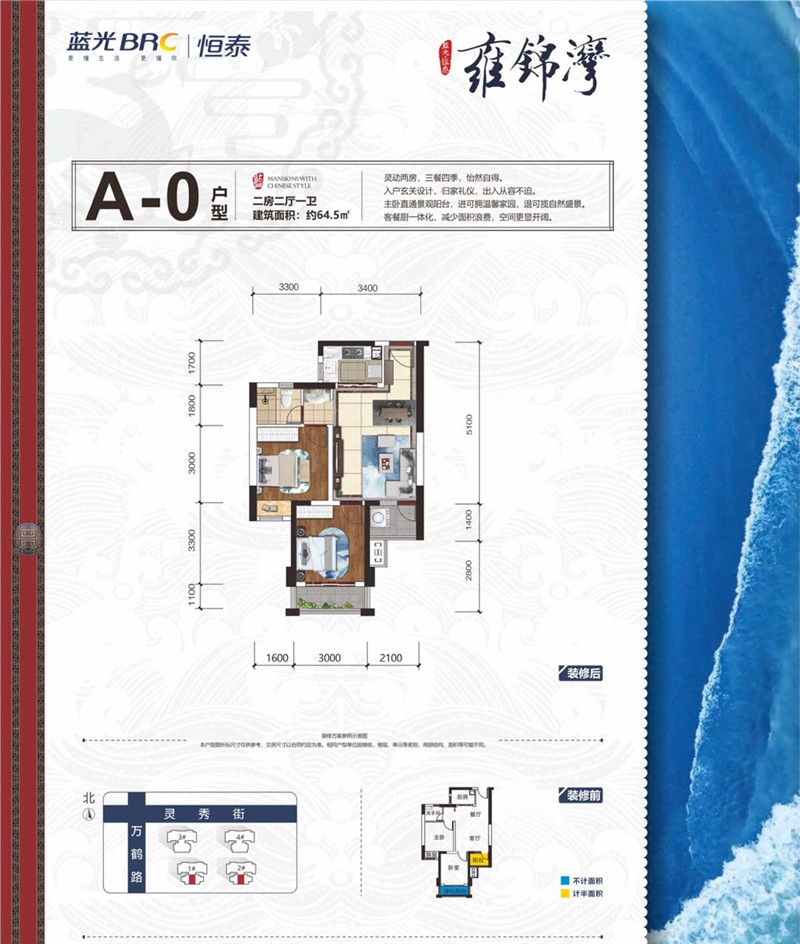 蓝光BRC 恒泰
更懂生活 更懂你
蓝光恒泰
雍锦湾
A-0户型
MANSIONS WITH
CHINESE STYLE
二房二厅一卫
建筑面积：约64.5㎡
灵动两房，三餐四季，怡然自得。
入户玄关设计，归家礼仪，出入从容不迫。
主卧直通景观阳台，进可拥温馨家园，退可揽自然盛景。
客餐厨一体化，减少面积浪费，空间更显开阔。
3300
3400
1700
1800
3000
3300
1100
5100
1400
2800
1600
3000
2100
装修后
装修方案参照示意图
本户型图所标尺寸仅供参考，交房尺寸以合同约定为准。相同户型单位因楼栋、楼层、单元等差别，局部结构、面积等可能不同。
北
灵秀街
万鹤路
3#
4#
1#
2#
装修前
厨房
洗手间
餐厅
主卧
客厅
阳台
卧室
不计面积
计半面积